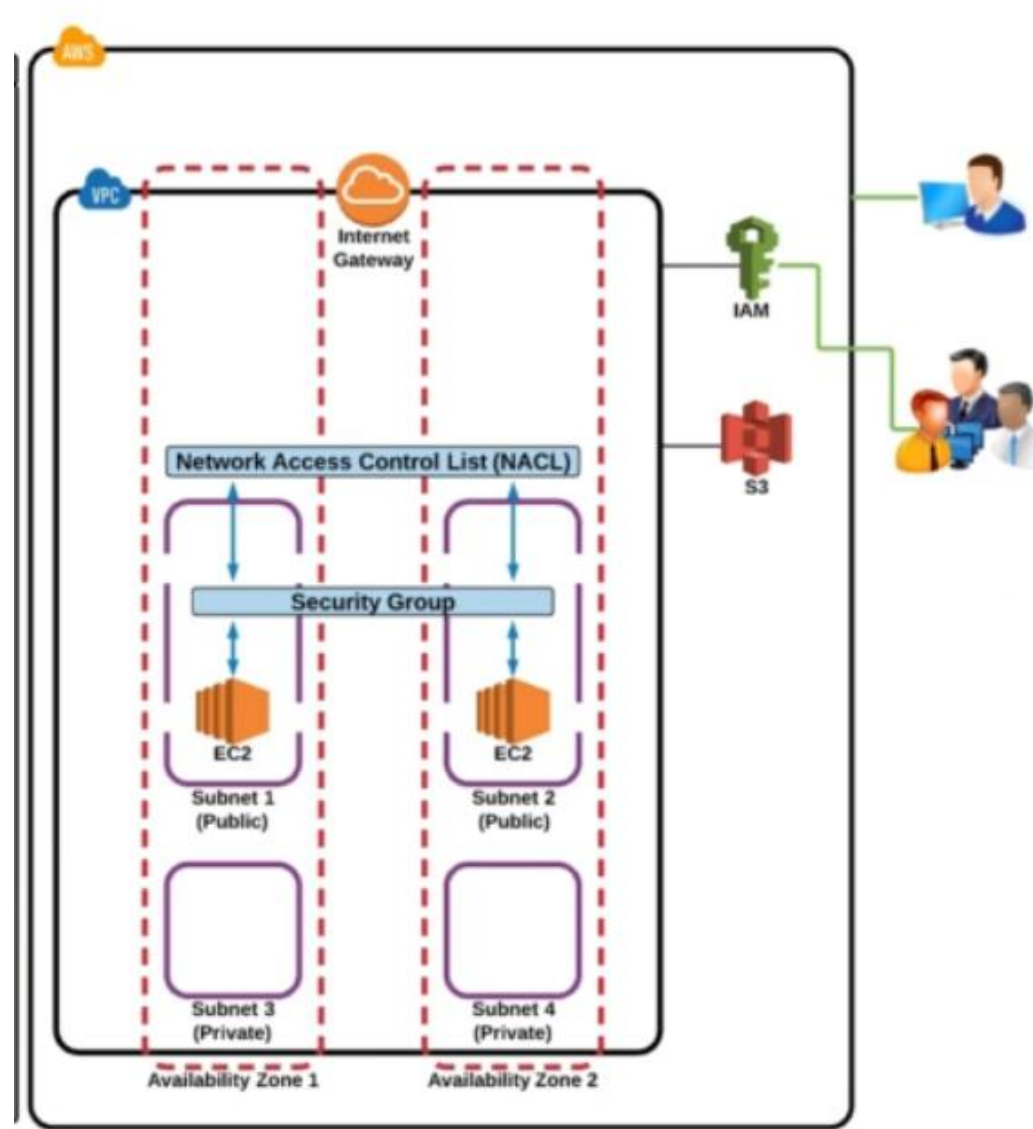 AWS
VPC
Internet
Gateway
IAM
S3
Network Access Control List (NACL)
Security Group
EC2
EC2
Subnet 1
(Public)
Subnet 2
(Public)
Subnet 3
(Private)
Subnet 4
(Private)
Availability Zone 1
Availability Zone 2